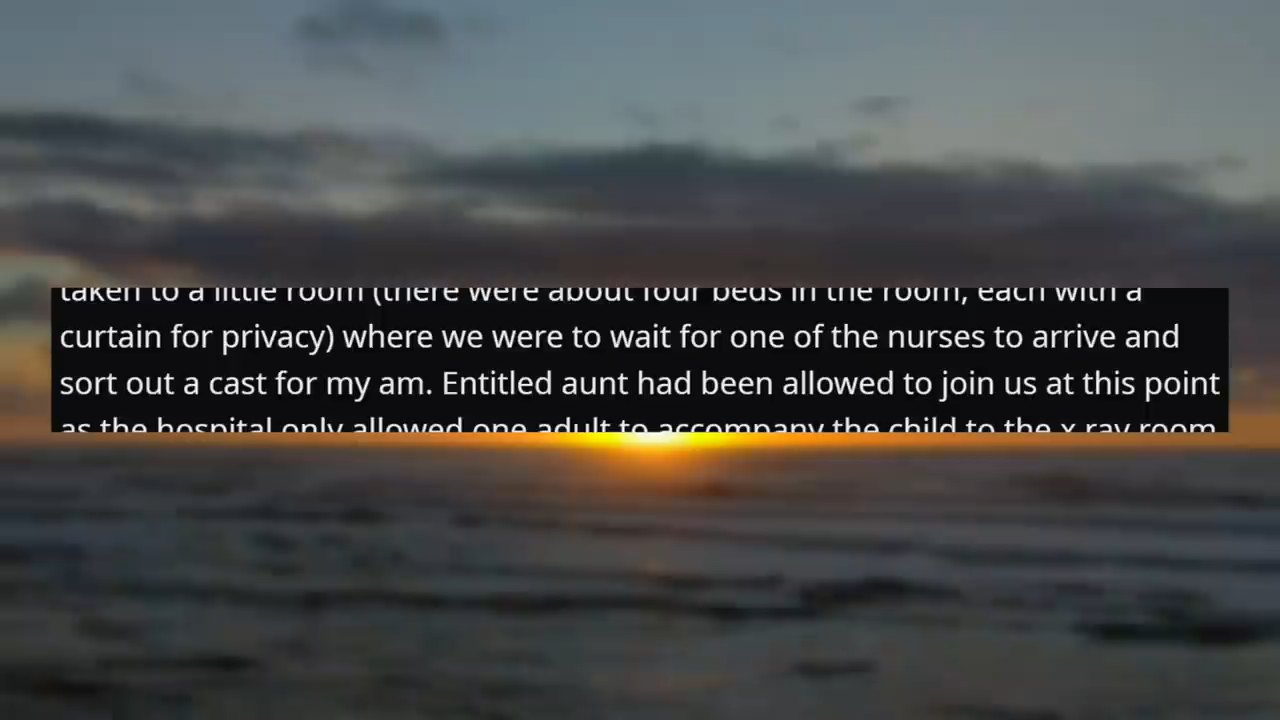 taken to a little room (there were about four beds in the room, each with a
curtain for privacy) where we were to wait for one of the nurses to arrive and
sort out a cast for my am. Entitled aunt had been allowed to join us at this point
as the hospital only allowed one adult to accompany the child to the x ray room